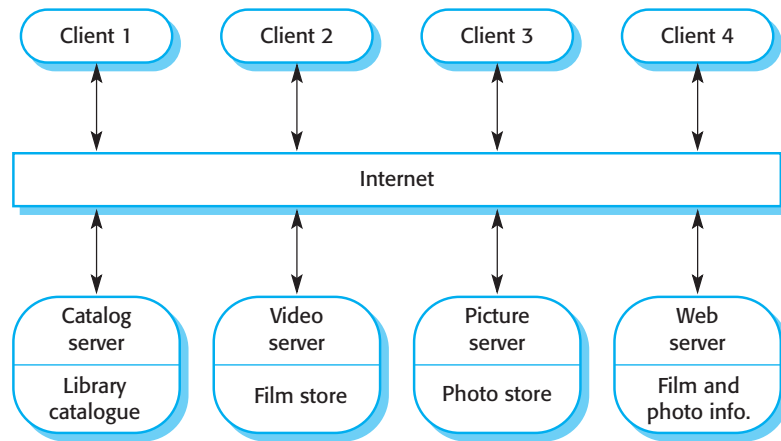 Client 1
Client 2
Client 3
Client 4
Internet
Catalog
server
Library
catalogue
Video
server
Film store
Picture
server
Photo store
Web
server
Film and
photo info.